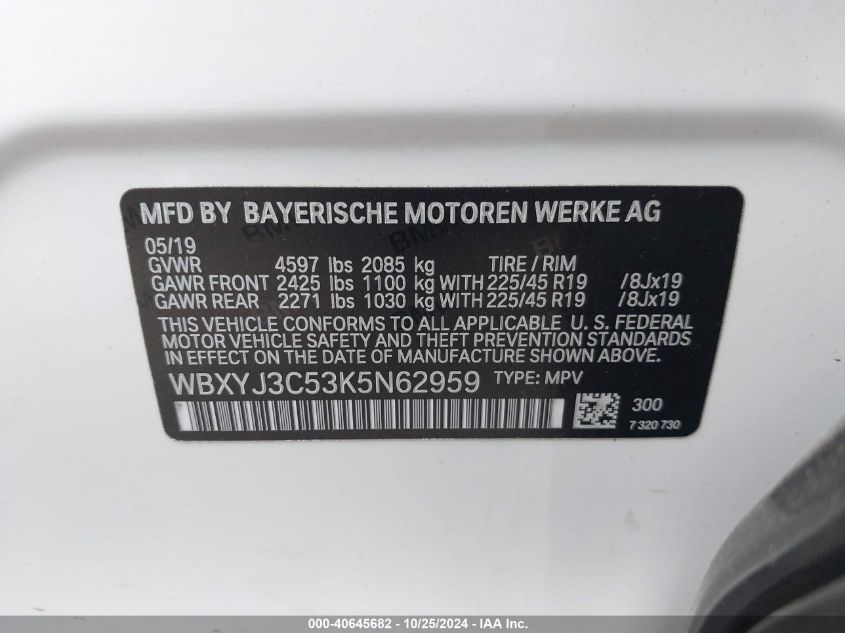 MFD BY BAYERISCHE MOTOREN WERKE AG
05/19
GVWR 4597 lbs 2085 kg TIRE / RIM
GAWR FRONT 2425 lbs 1100 kg WITH 225/45 R19 /8Jx19
GAWR REAR 2271 lbs 1030 kg WITH 225/45 R19 /8Jx19
THIS VEHICLE CONFORMS TO ALL APPLICABLE U. S. FEDERAL
MOTOR VEHICLE SAFETY AND THEFT PREVENTION STANDARDS
IN EFFECT ON THE DATE OF MANUFACTURE SHOWN ABOVE.
WBXYJ3C53K5N62959 TYPE: MPV
300
7 320 730
000-40645682 - 10/25/2024 - IAA Inc.